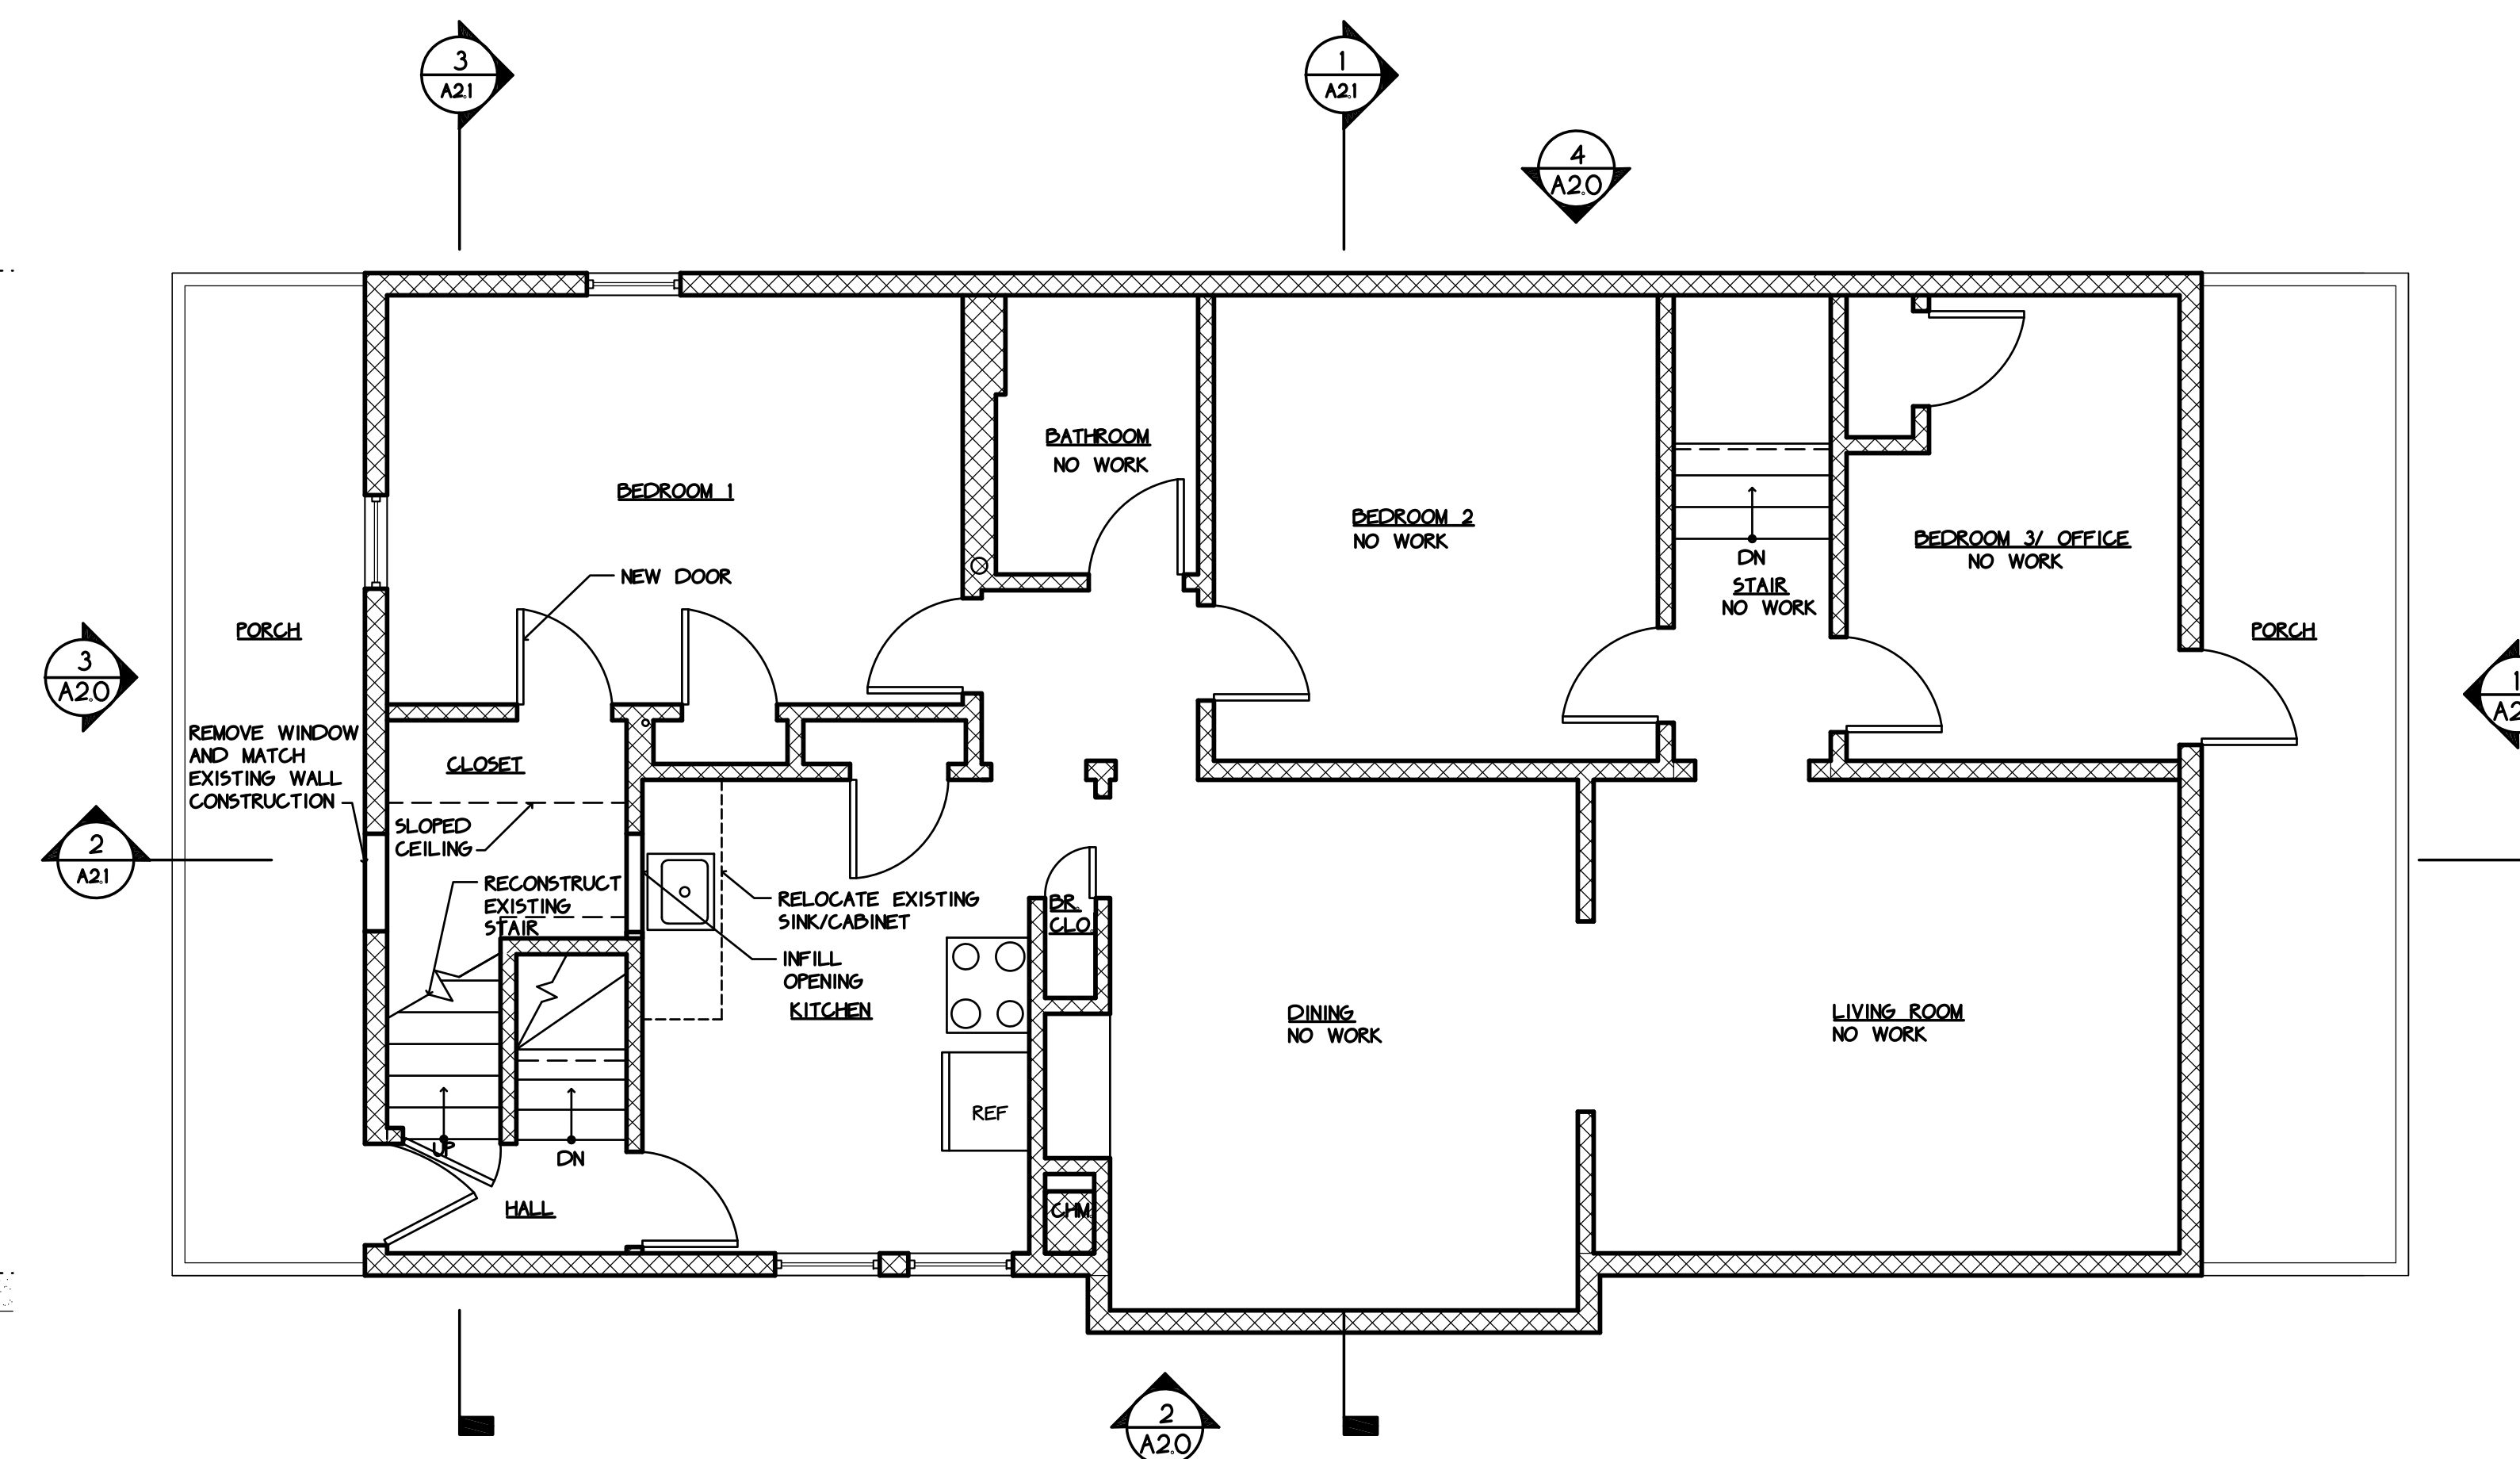 3
A2.1
1
A2.1
4
A2.0
BATHROOM
NO WORK
BEDROOM 1
BEDROOM 2
NO WORK
BEDROOM 3/ OFFICE
NO WORK
DN
STAIR
NO WORK
NEW DOOR
PORCH
PORCH
3
A2.0
1
REMOVE WINDOW
AND MATCH
EXISTING WALL
CONSTRUCTION
CLOSET
SLOPED
CEILING
2
A2.1
RECONSTRUCT
EXISTING
STAIR
RELOCATE EXISTING
SINK/CABINET
BR.
CLO.
INFILL
OPENING
KITCHEN
DINING
NO WORK
LIVING ROOM
NO WORK
REF
UP
DN
HALL
CHM.
2
A2.0